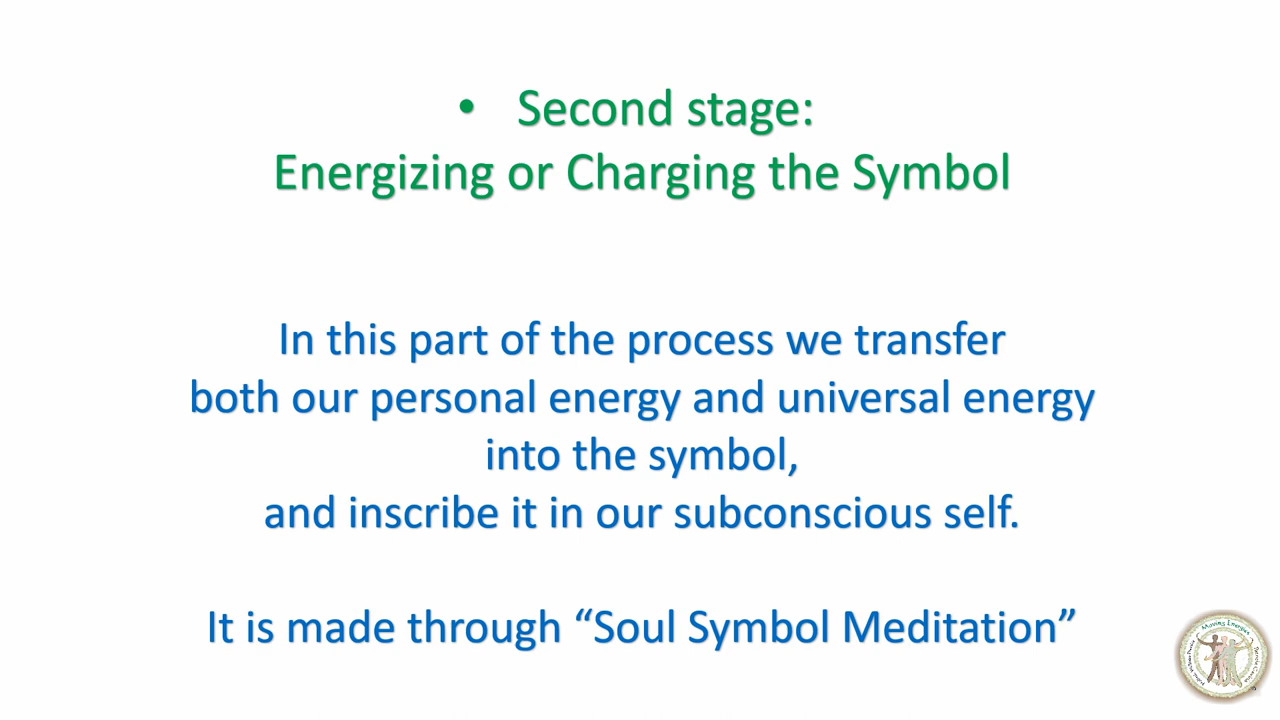 • Second stage:
Energizing or Charging the Symbol
In this part of the process we transfer
both our personal energy and universal energy
into the symbol,
and inscribe it in our subconscious self.
It is made through “Soul Symbol Meditation”
Moving Energies